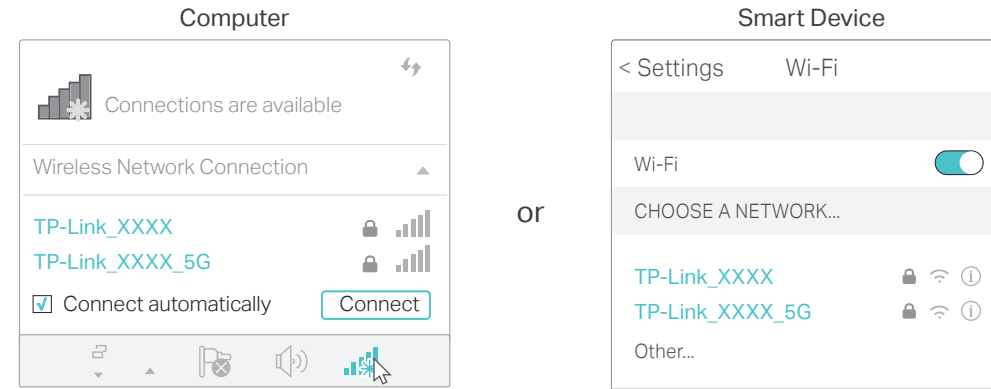 Computer
Connections are available
Wireless Network Connection
TP-Link_XXXX
TP-Link_XXXX_5G
Connect automatically
Connect
or
Smart Device
< Settings Wi-Fi
Wi-Fi
CHOOSE A NETWORK...
TP-Link_XXXX
TP-Link_XXXX_5G
Other...